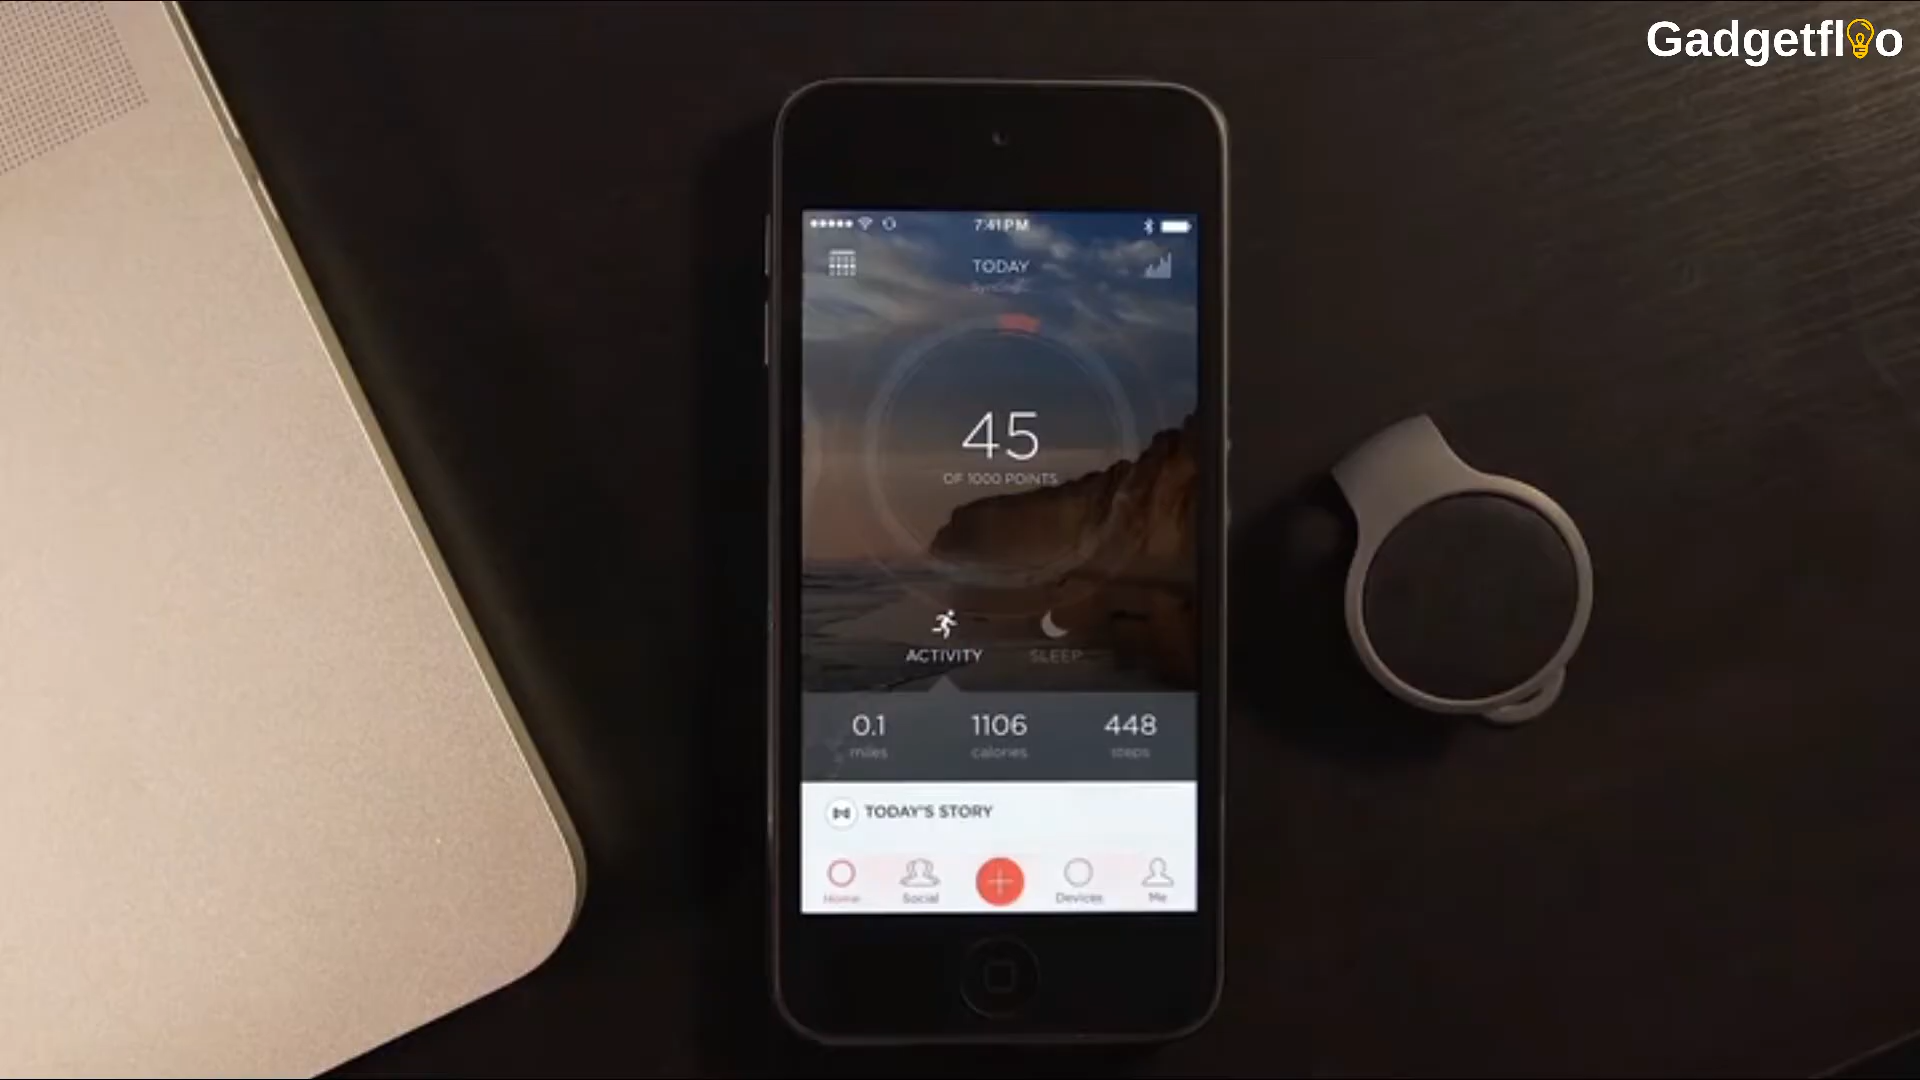 Gadgetflo
7:41 PM
TODAY
Syncing...
45
OF 1000 POINTS
ACTIVITY
SLEEP
0.1
1106
448
miles
calories
steps
TODAY'S STORY
Home
Social
Devices
Me